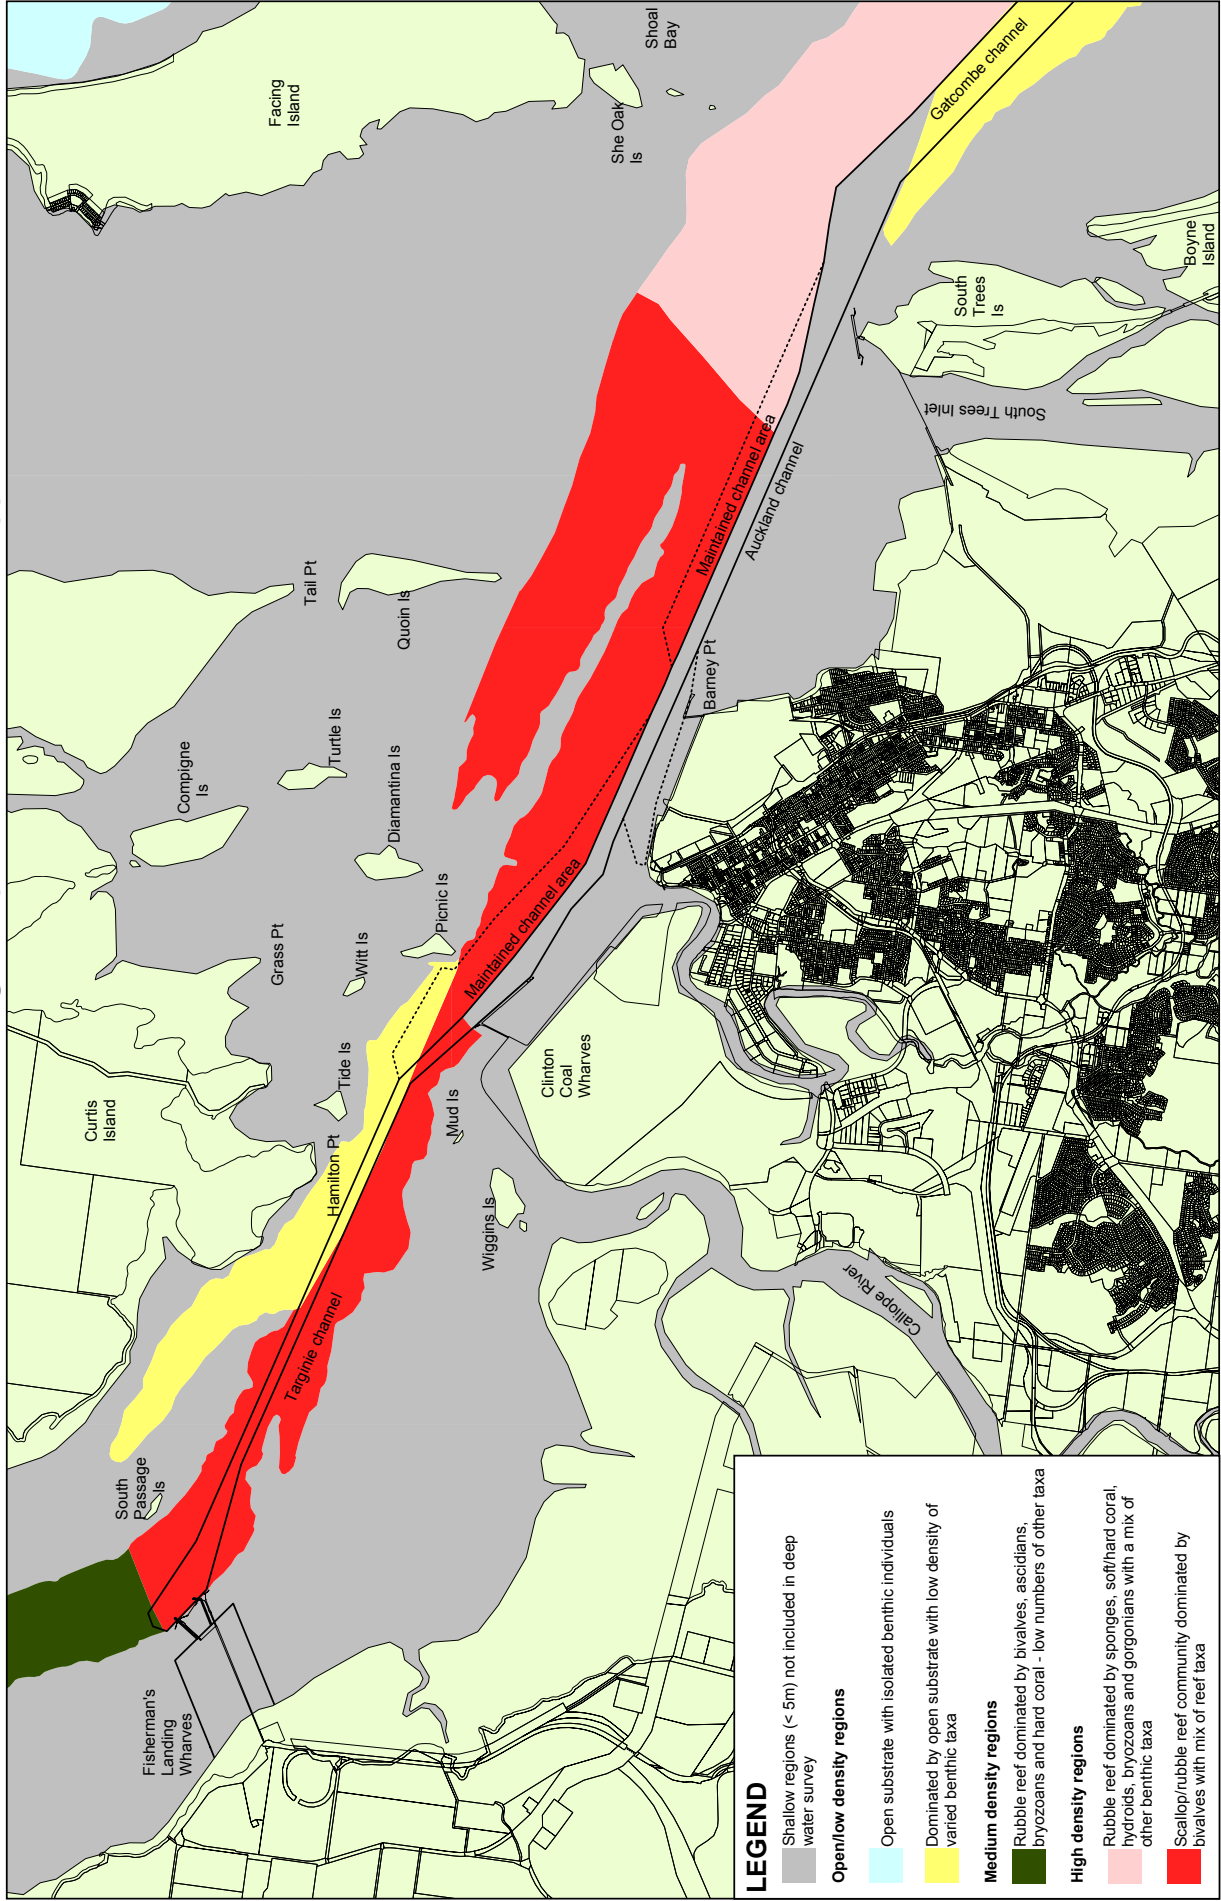 Fisherman's
Landing
Wharves
South
Passage
Is
Targinie channel
Curtis
Island
Hamilton Pt
Tide Is
Mud Is
Wiggins Is
Calliope River
Clinton
Coal
Wharves
Grass Pt
Witt Is
Picnic Is
Maintained channel area
Compigne
Is
Turtle Is
Diamantina Is
Tail Pt
Quoin Is
Barney Pt
Maintained channel area
Auckland channel
South Trees Inlet
South
Trees
Is
Boyne
Island
Facing
Island
She Oak
Is
Shoal
Bay
Gatcombe channel
LEGEND
Shallow regions (< 5m) not included in deep
water survey
Open/low density regions
Open substrate with isolated benthic individuals
Dominated by open substrate with low density of
varied benthic taxa
Medium density regions
Rubble reef dominated by bivalves, ascidians,
bryozoans and hard coral - low numbers of other taxa
High density regions
Rubble reef dominated by sponges, soft/hard coral,
hydroids, bryozoans and gorgonians with a mix of
other benthic taxa
Scallop/rubble reef community dominated by
bivalves with mix of reef taxa